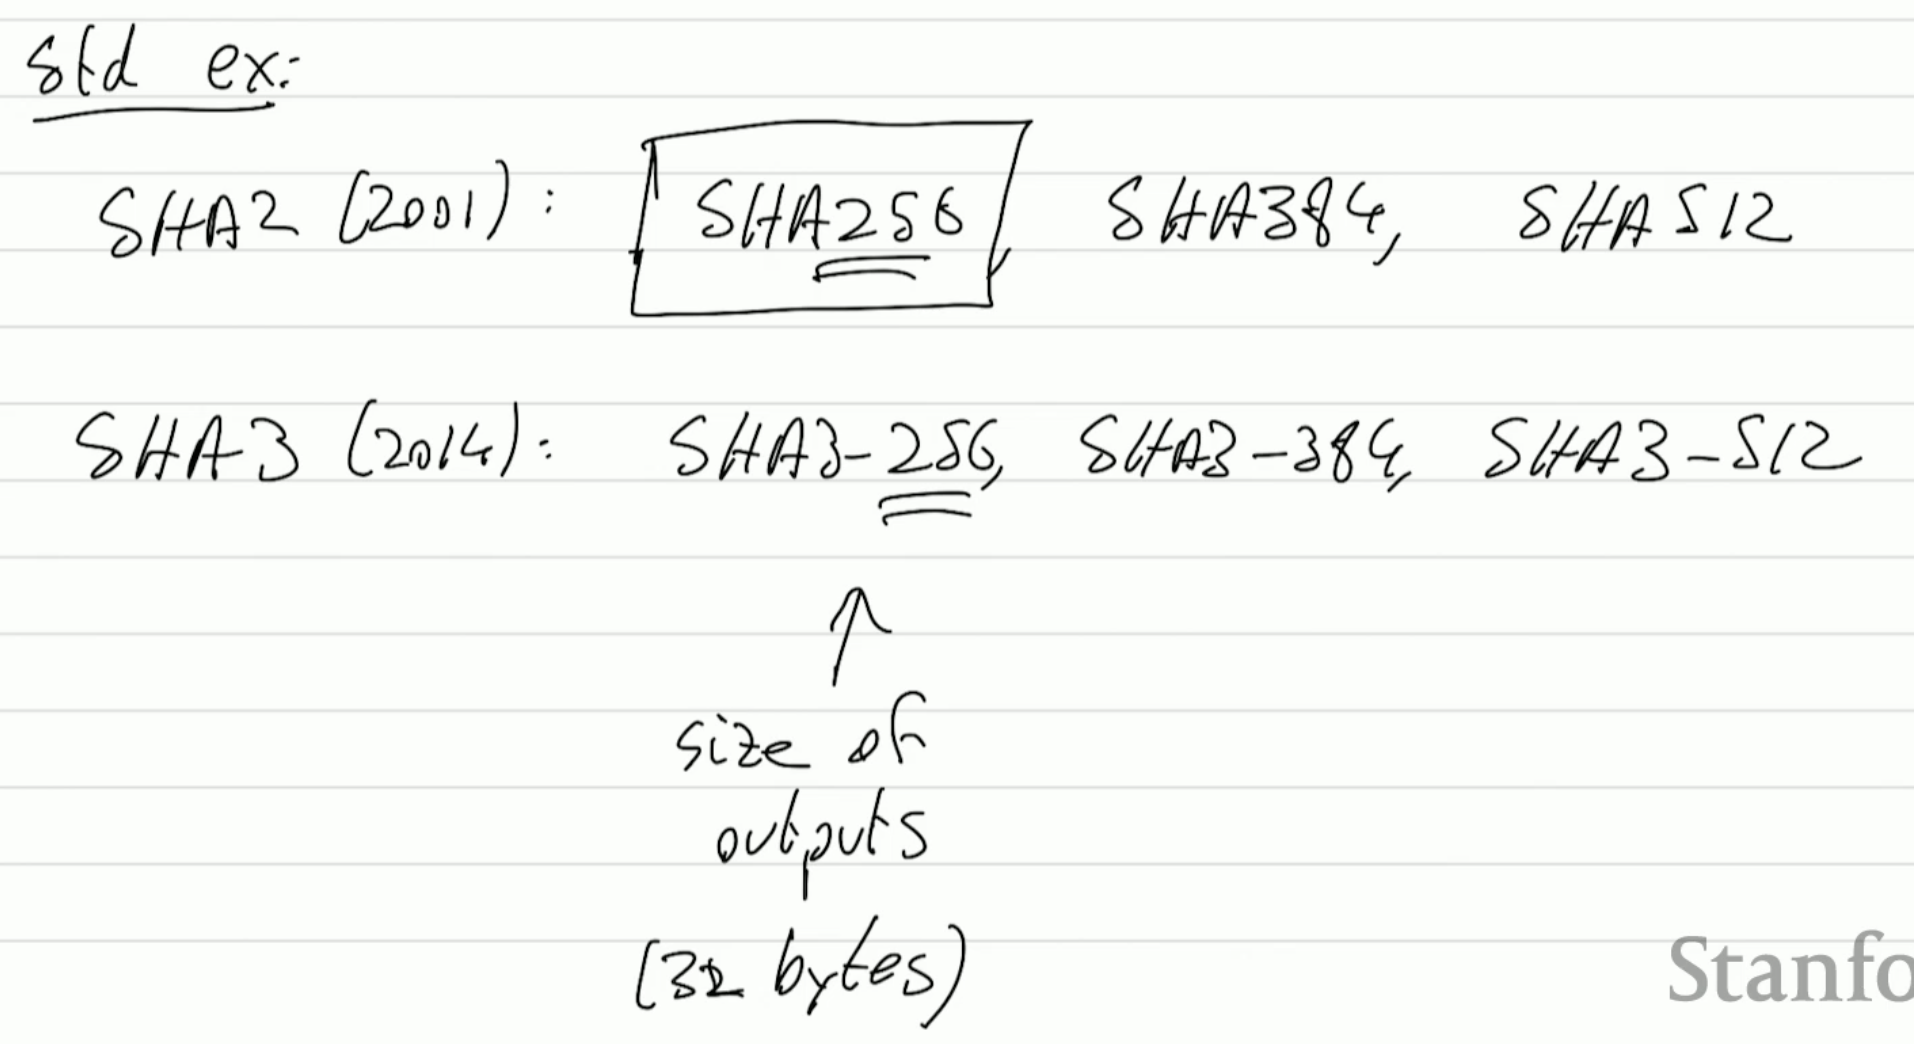 std ex:
SHA2 (2001): SHA256, SHA384, SHA512
SHA3 (2014): SHA3-256, SHA3-384, SHA3-512
↑
size of
outputs
(32 bytes)
Stanfo